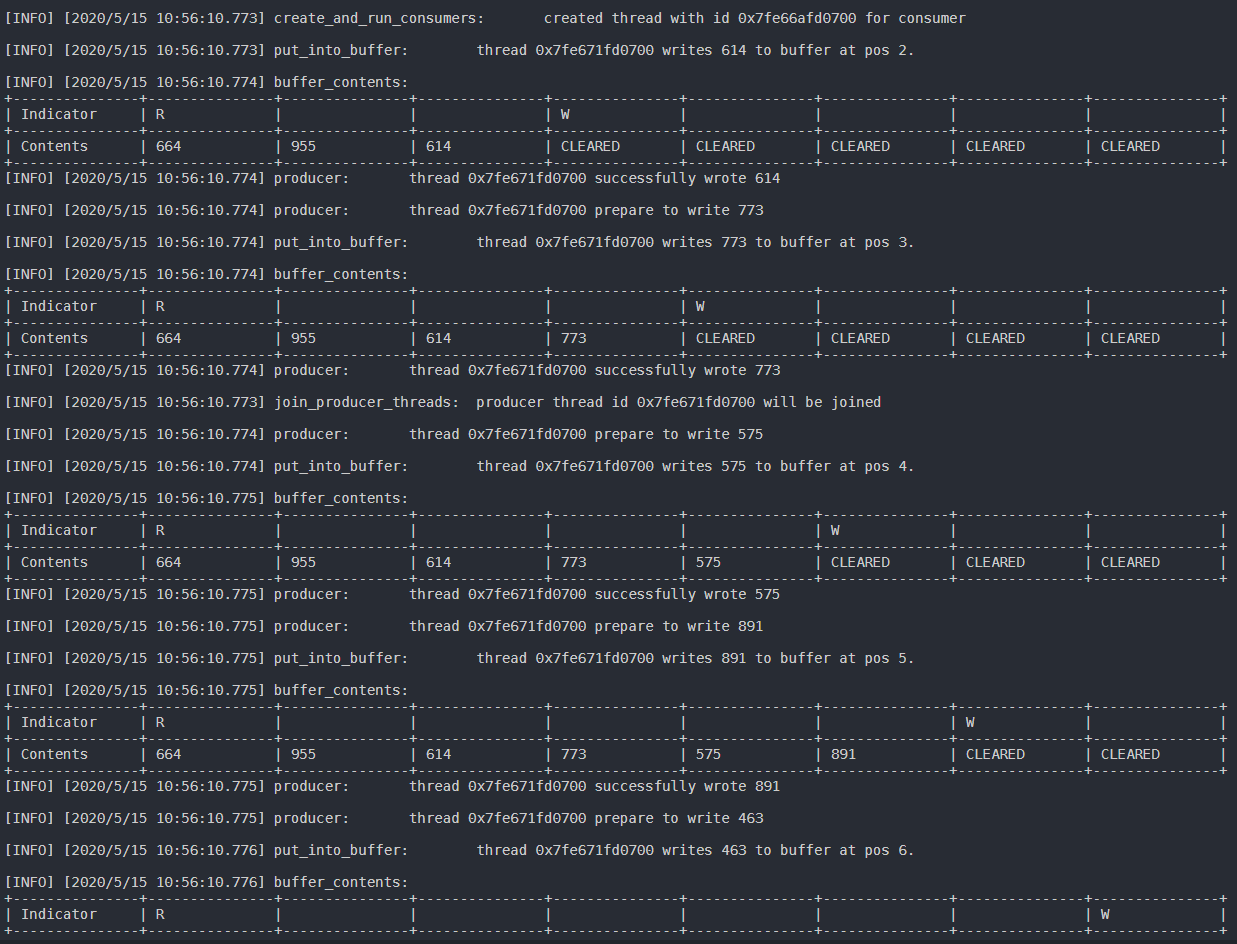 [INFO] [2020/5/15 10:56:10.773] create_and_run_consumers:       created thread with id 0x7fe66afd0700 for consumer
[INFO] [2020/5/15 10:56:10.773] put_into_buffer:        thread 0x7fe671fd0700 writes 614 to buffer at pos 2.
[INFO] [2020/5/15 10:56:10.774] buffer_contents:
+---------------+---------------+---------------+---------------+---------------+---------------+---------------+---------------+---------------+
| Indicator     | R             |               |               | W             |               |               |               |               |
+---------------+---------------+---------------+---------------+---------------+---------------+---------------+---------------+---------------+
| Contents      | 664           | 955           | 614           | CLEARED       | CLEARED       | CLEARED       | CLEARED       | CLEARED       |
+---------------+---------------+---------------+---------------+---------------+---------------+---------------+---------------+---------------+
[INFO] [2020/5/15 10:56:10.774] producer:       thread 0x7fe671fd0700 successfully wrote 614
[INFO] [2020/5/15 10:56:10.774] producer:       thread 0x7fe671fd0700 prepare to write 773
[INFO] [2020/5/15 10:56:10.774] put_into_buffer:        thread 0x7fe671fd0700 writes 773 to buffer at pos 3.
[INFO] [2020/5/15 10:56:10.774] buffer_contents:
+---------------+---------------+---------------+---------------+---------------+---------------+---------------+---------------+---------------+
| Indicator     | R             |               |               |               | W             |               |               |               |
+---------------+---------------+---------------+---------------+---------------+---------------+---------------+---------------+---------------+
| Contents      | 664           | 955           | 614           | 773           | CLEARED       | CLEARED       | CLEARED       | CLEARED       |
+---------------+---------------+---------------+---------------+---------------+---------------+---------------+---------------+---------------+
[INFO] [2020/5/15 10:56:10.774] producer:       thread 0x7fe671fd0700 successfully wrote 773
[INFO] [2020/5/15 10:56:10.773] join_producer_threads:  producer thread id 0x7fe671fd0700 will be joined
[INFO] [2020/5/15 10:56:10.774] producer:       thread 0x7fe671fd0700 prepare to write 575
[INFO] [2020/5/15 10:56:10.774] put_into_buffer:        thread 0x7fe671fd0700 writes 575 to buffer at pos 4.
[INFO] [2020/5/15 10:56:10.775] buffer_contents:
+---------------+---------------+---------------+---------------+---------------+---------------+---------------+---------------+---------------+
| Indicator     | R             |               |               |               |               | W             |               |               |
+---------------+---------------+---------------+---------------+---------------+---------------+---------------+---------------+---------------+
| Contents      | 664           | 955           | 614           | 773           | 575           | CLEARED       | CLEARED       | CLEARED       |
+---------------+---------------+---------------+---------------+---------------+---------------+---------------+---------------+---------------+
[INFO] [2020/5/15 10:56:10.775] producer:       thread 0x7fe671fd0700 successfully wrote 575
[INFO] [2020/5/15 10:56:10.775] producer:       thread 0x7fe671fd0700 prepare to write 891
[INFO] [2020/5/15 10:56:10.775] put_into_buffer:        thread 0x7fe671fd0700 writes 891 to buffer at pos 5.
[INFO] [2020/5/15 10:56:10.775] buffer_contents:
+---------------+---------------+---------------+---------------+---------------+---------------+---------------+---------------+---------------+
| Indicator     | R             |               |               |               |               |               | W             |               |
+---------------+---------------+---------------+---------------+---------------+---------------+---------------+---------------+---------------+
| Contents      | 664           | 955           | 614           | 773           | 575           | 891           | CLEARED       | CLEARED       |
+---------------+---------------+---------------+---------------+---------------+---------------+---------------+---------------+---------------+
[INFO] [2020/5/15 10:56:10.775] producer:       thread 0x7fe671fd0700 successfully wrote 891
[INFO] [2020/5/15 10:56:10.775] producer:       thread 0x7fe671fd0700 prepare to write 463
[INFO] [2020/5/15 10:56:10.776] put_into_buffer:        thread 0x7fe671fd0700 writes 463 to buffer at pos 6.
[INFO] [2020/5/15 10:56:10.776] buffer_contents:
+---------------+---------------+---------------+---------------+---------------+---------------+---------------+---------------+---------------+
| Indicator     | R             |               |               |               |               |               |               | W             |
+---------------+---------------+---------------+---------------+---------------+---------------+---------------+---------------+---------------+